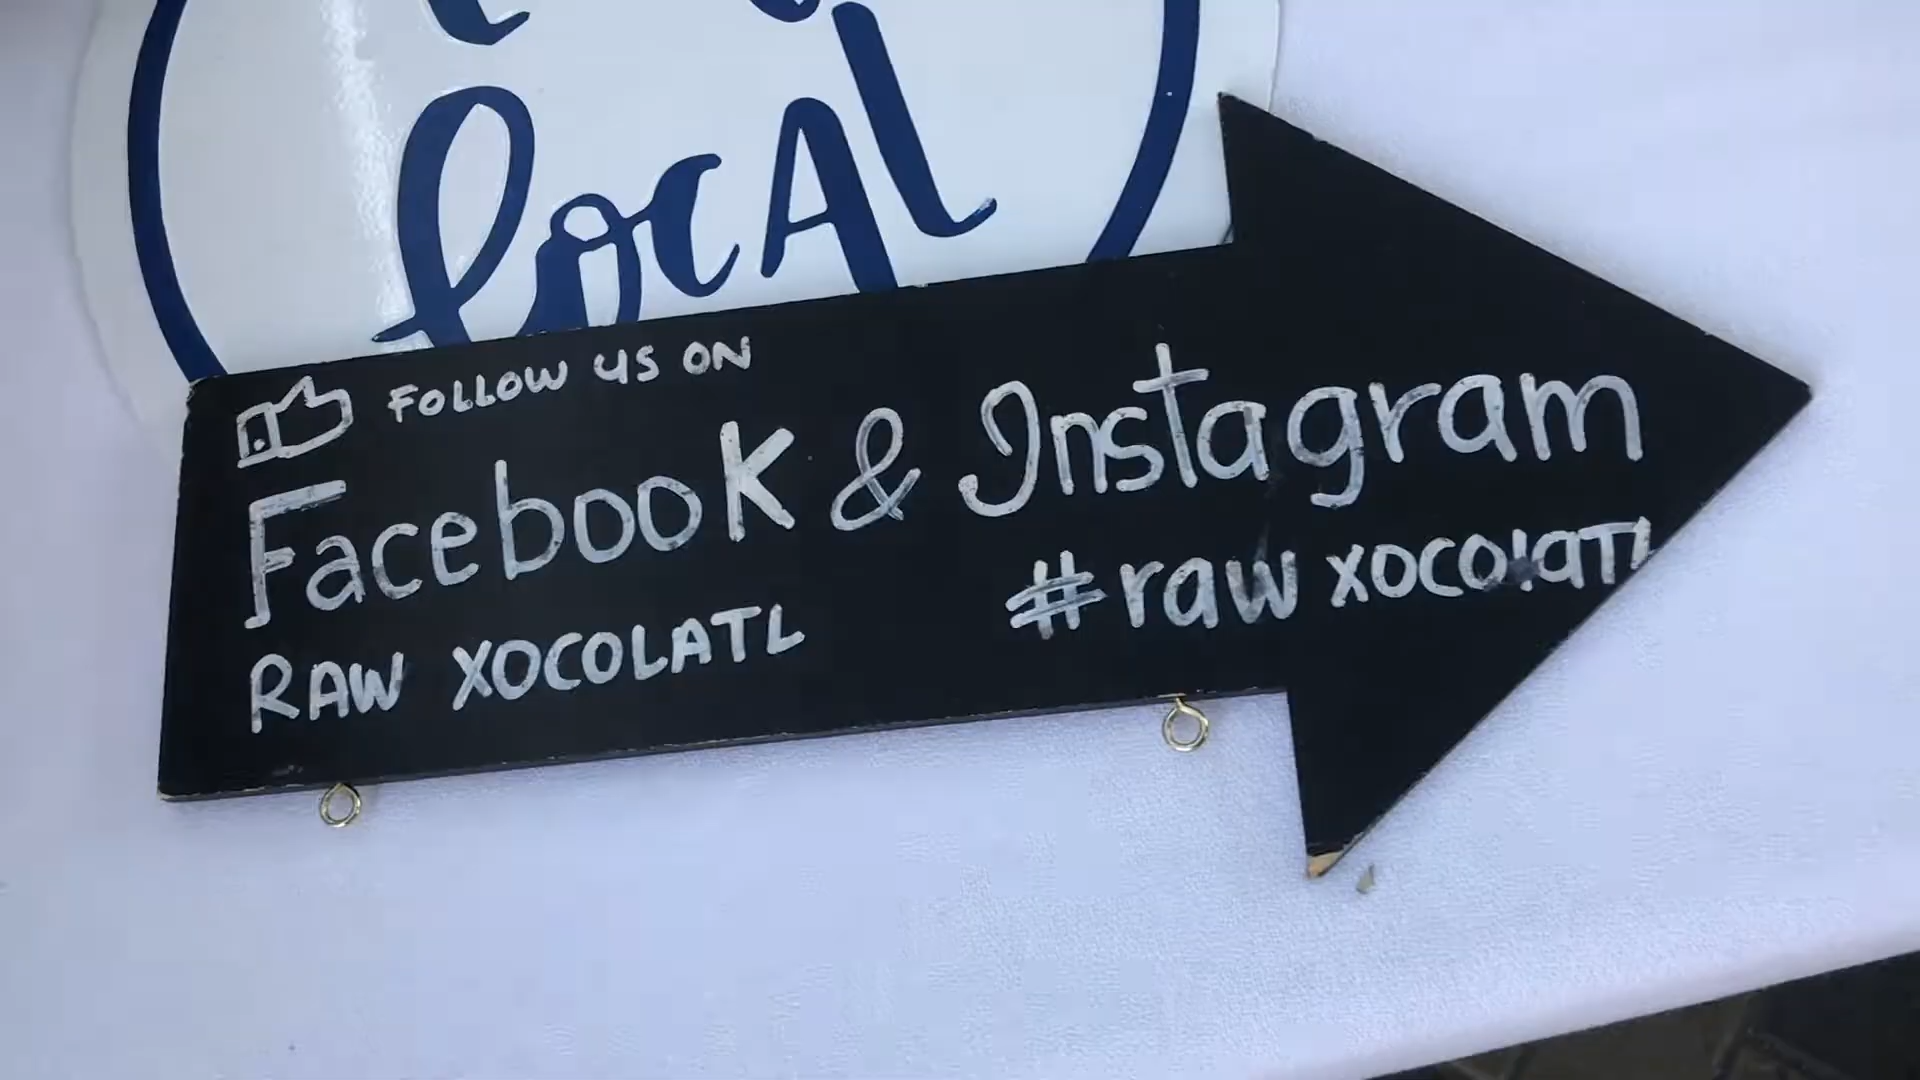 local
FOLLOW US ON
Facebook & Instagram
RAW XOCOLATL
#raw xocolatl